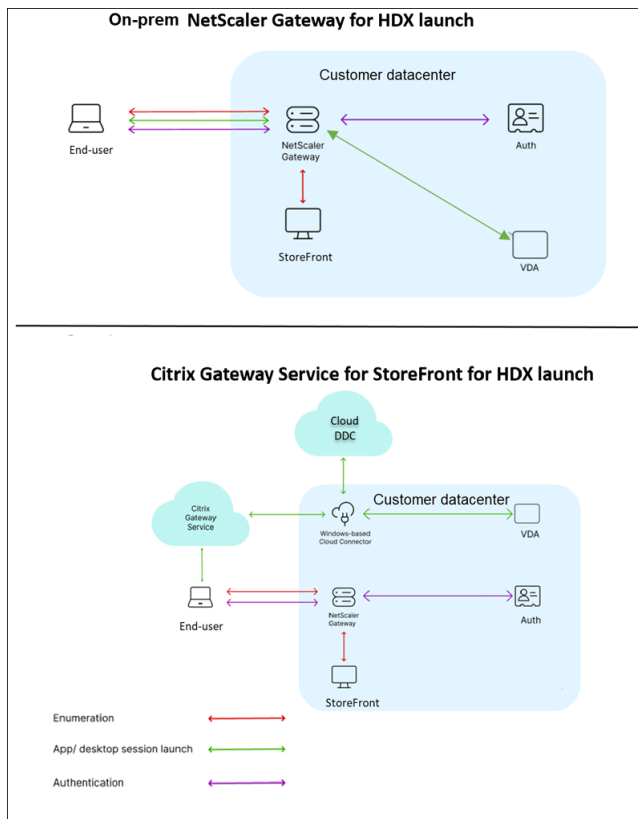 On-prem NetScaler Gateway for HDX launch
Customer datacenter
End-user
NetScaler
Gateway
Auth
StoreFront
VDA
Citrix Gateway Service for StoreFront for HDX launch
Cloud
DDC
Customer datacenter
Citrix
Gateway
Service
Windows-based
Cloud Connector
VDA
End-user
NetScaler
Gateway
Auth
StoreFront
Enumeration
App/ desktop session launch
Authentication